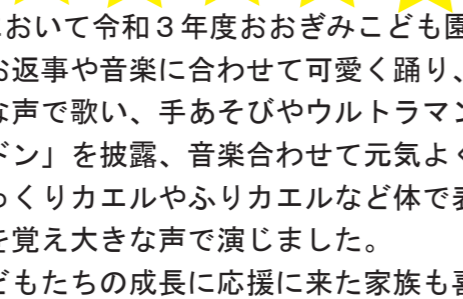 おいて令和３年度おおぎみこども園
お返事や音楽に合わせて可愛く踊り、
な声で歌い、手あそびやウルトラマン
ドン」を披露、音楽合わせて元気よく
っくりカエルやふりカエルなど体で表
を覚え大きな声で演じました。
どもたちの成長に応援に来た家族も喜